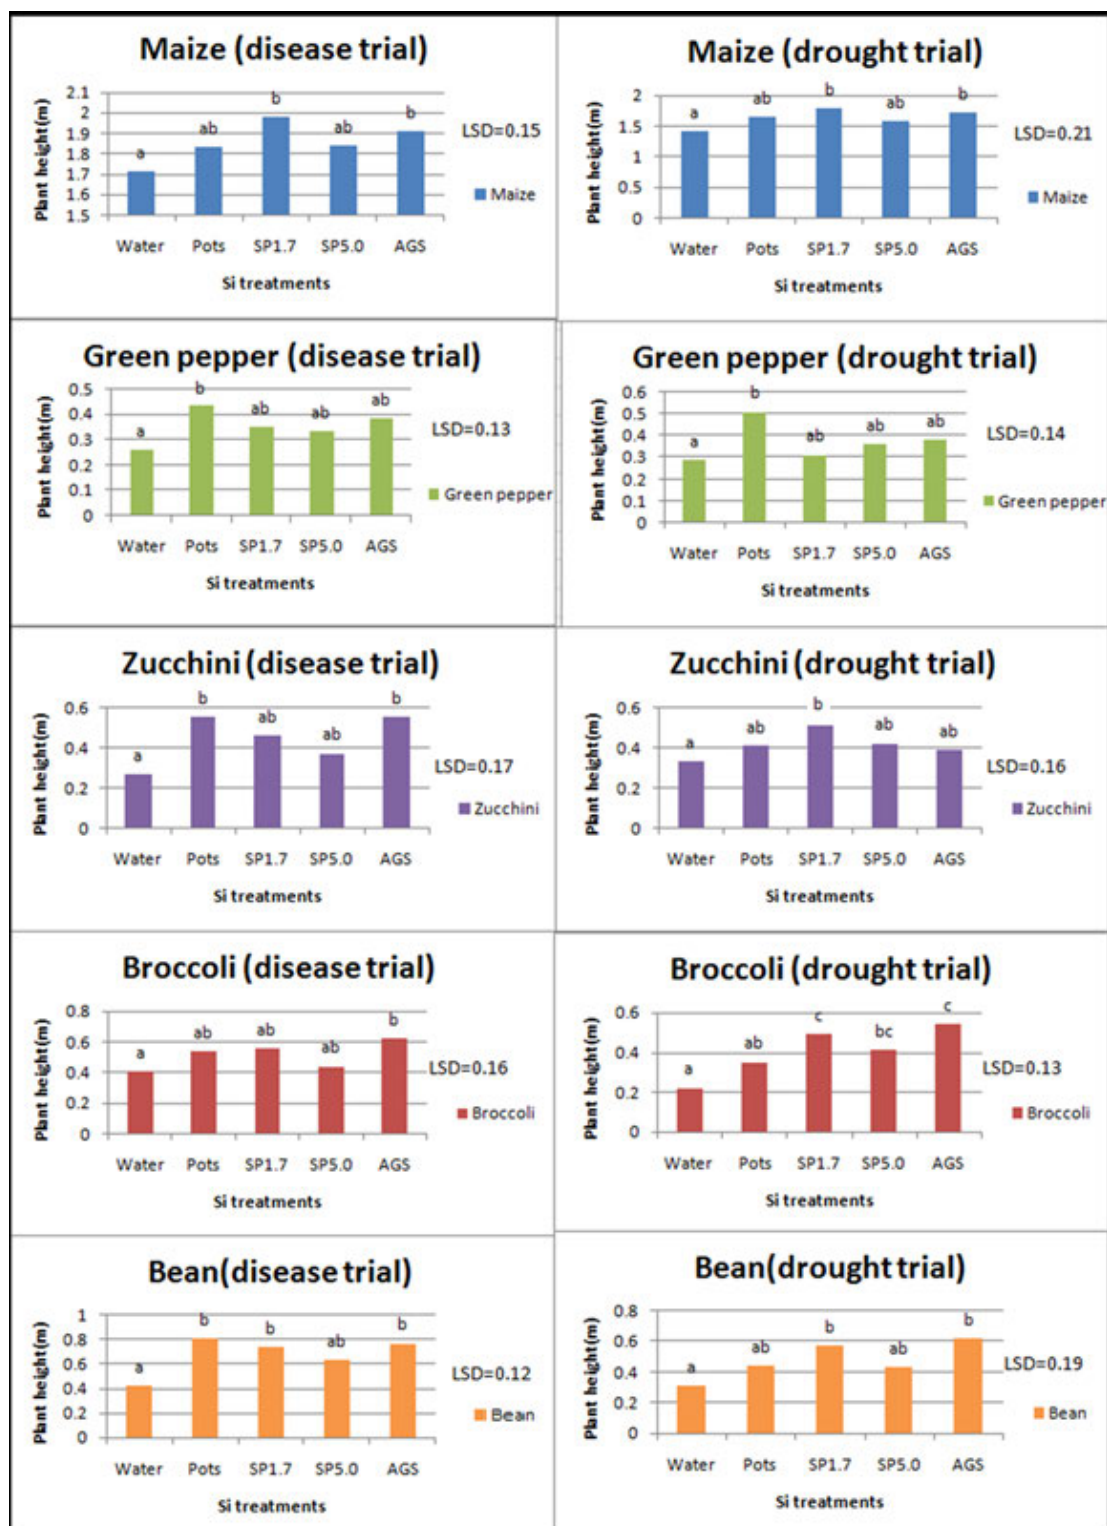 Maize (disease trial)
Plant height(m)
2.1
2
1.9
1.8
1.7
1.6
1.5
a
ab
b
ab
b
LSD=0.15
Maize
Water Pots SP1.7 SP5.0 AGS
Si treatments
Maize (drought trial)
Plant height(m)
2
1.5
1
0.5
0
a
ab
b
ab
b
LSD=0.21
Maize
Water Pots SP1.7 SP5.0 AGS
Si treatments
Green pepper (disease trial)
Plant height(m)
0.5
0.4
0.3
0.2
0.1
0
a
b
ab
ab
ab
LSD=0.13
Green pepper
Water Pots SP1.7 SP5.0 AGS
Si treatments
Green pepper (drought trial)
Plant height(m)
0.6
0.5
0.4
0.3
0.2
0.1
0
a
b
ab
ab
ab
LSD=0.14
Green pepper
Water Pots SP1.7 SP5.0 AGS
Si treatments
Zucchini (disease trial)
Plant height(m)
0.6
0.4
0.2
0
a
b
ab
ab
b
LSD=0.17
Zucchini
Water Pots SP1.7 SP5.0 AGS
Si treatments
Zucchini (drought trial)
Plant height(m)
0.6
0.4
0.2
0
a
ab
b
ab
ab
LSD=0.16
Zucchini
Water Pots SP1.7 SP5.0 AGS
Si treatments
Broccoli (disease trial)
Plant height(m)
0.8
0.6
0.4
0.2
0
a
ab
ab
ab
b
LSD=0.16
Broccoli
Water Pots SP1.7 SP5.0 AGS
Si treatments
Broccoli (drought trial)
Plant height(m)
0.6
0.4
0.2
0
a
ab
c
bc
c
LSD=0.13
Broccoli
Water Pots SP1.7 SP5.0 AGS
Si treatments
Bean(disease trial)
Plant height(m)
1
0.8
0.6
0.4
0.2
0
a
b
b
ab
b
LSD=0.12
Bean
Water Pots SP1.7 SP5.0 AGS
Si treatments
Bean(drought trial)
Plant height(m)
0.8
0.6
0.4
0.2
0
a
ab
b
ab
b
LSD=0.19
Bean
Water Pots SP1.7 SP5.0 AGS
Si treatments